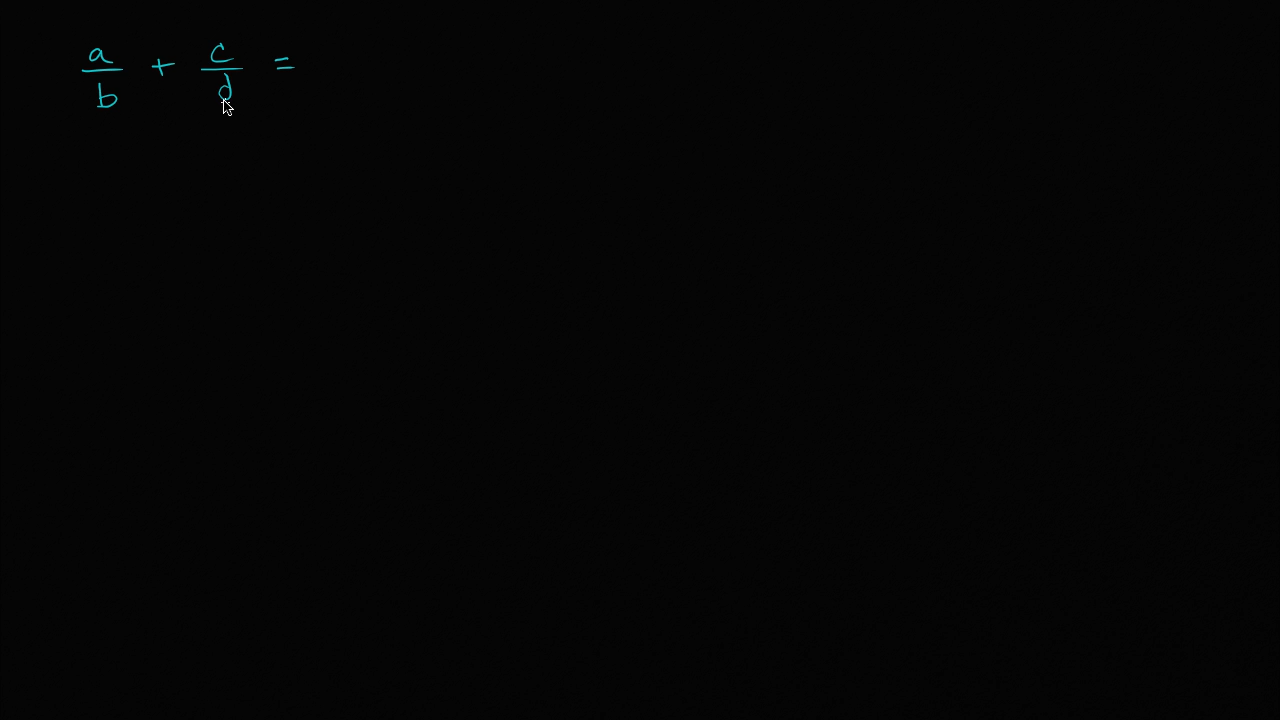 a/b + c/d =